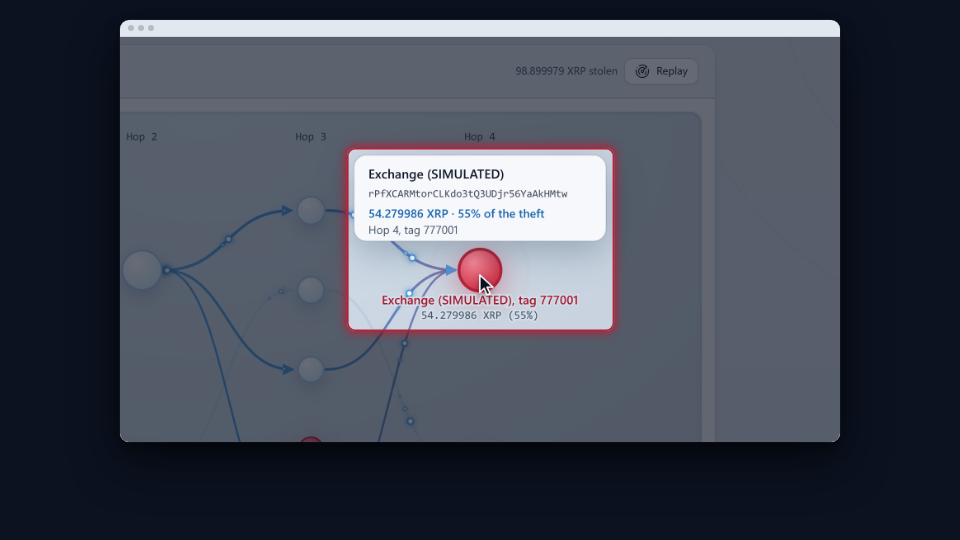 98.899979 XRP stolen
Replay
Hop 2
Hop 3
Hop 4
Exchange (SIMULATED)
rPfXCARMtorCLKdo3tQ3UDjr56YaAkHMtw
54.279986 XRP · 55% of the theft
Hop 4, tag 777001
Exchange (SIMULATED), tag 777001
54.279986 XRP (55%)